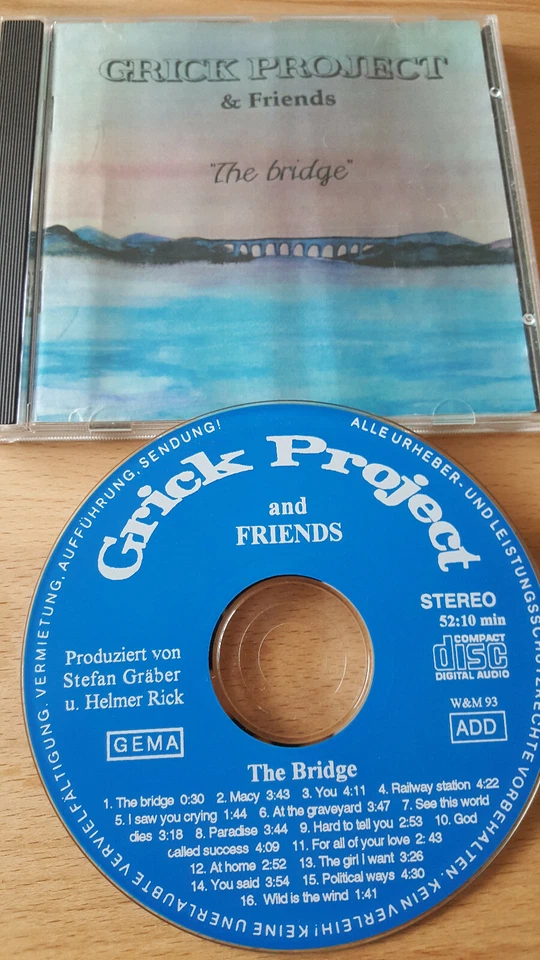 GRICK PROJECT
& Friends
"The bridge"
ALLE URHEBER- UND LEISTUNGSSCHUTZRECHTE VORBEHALTEN. KEIN VERLEIH! KEINE UNERLAUBTE VERVIELFÄLTIGUNG, VERMIETUNG, AUFFÜHRUNG, SENDUNG!
Grick Project
and
FRIENDS
STEREO
52:10 min
COMPACT
disc
DIGITAL AUDIO
Produziert von
Stefan Gräber
u. Helmer Rick
GEMA
W&M 93
ADD
The Bridge
1. The bridge 0:30 2. Macy 3:43 3. You 4:11 4. Railway station 4:22
5. I saw you crying 1:44 6. At the graveyard 3:47 7. See this world
dies 3:18 8. Paradise 3:44 9. Hard to tell you 2:53 10. God
called success 4:09 11. For all of your love 2: 43
12. At home 2:52 13. The girl I want 3:26
14. You said 3:54 15. Political ways 4:30
16. Wild is the wind 1:41